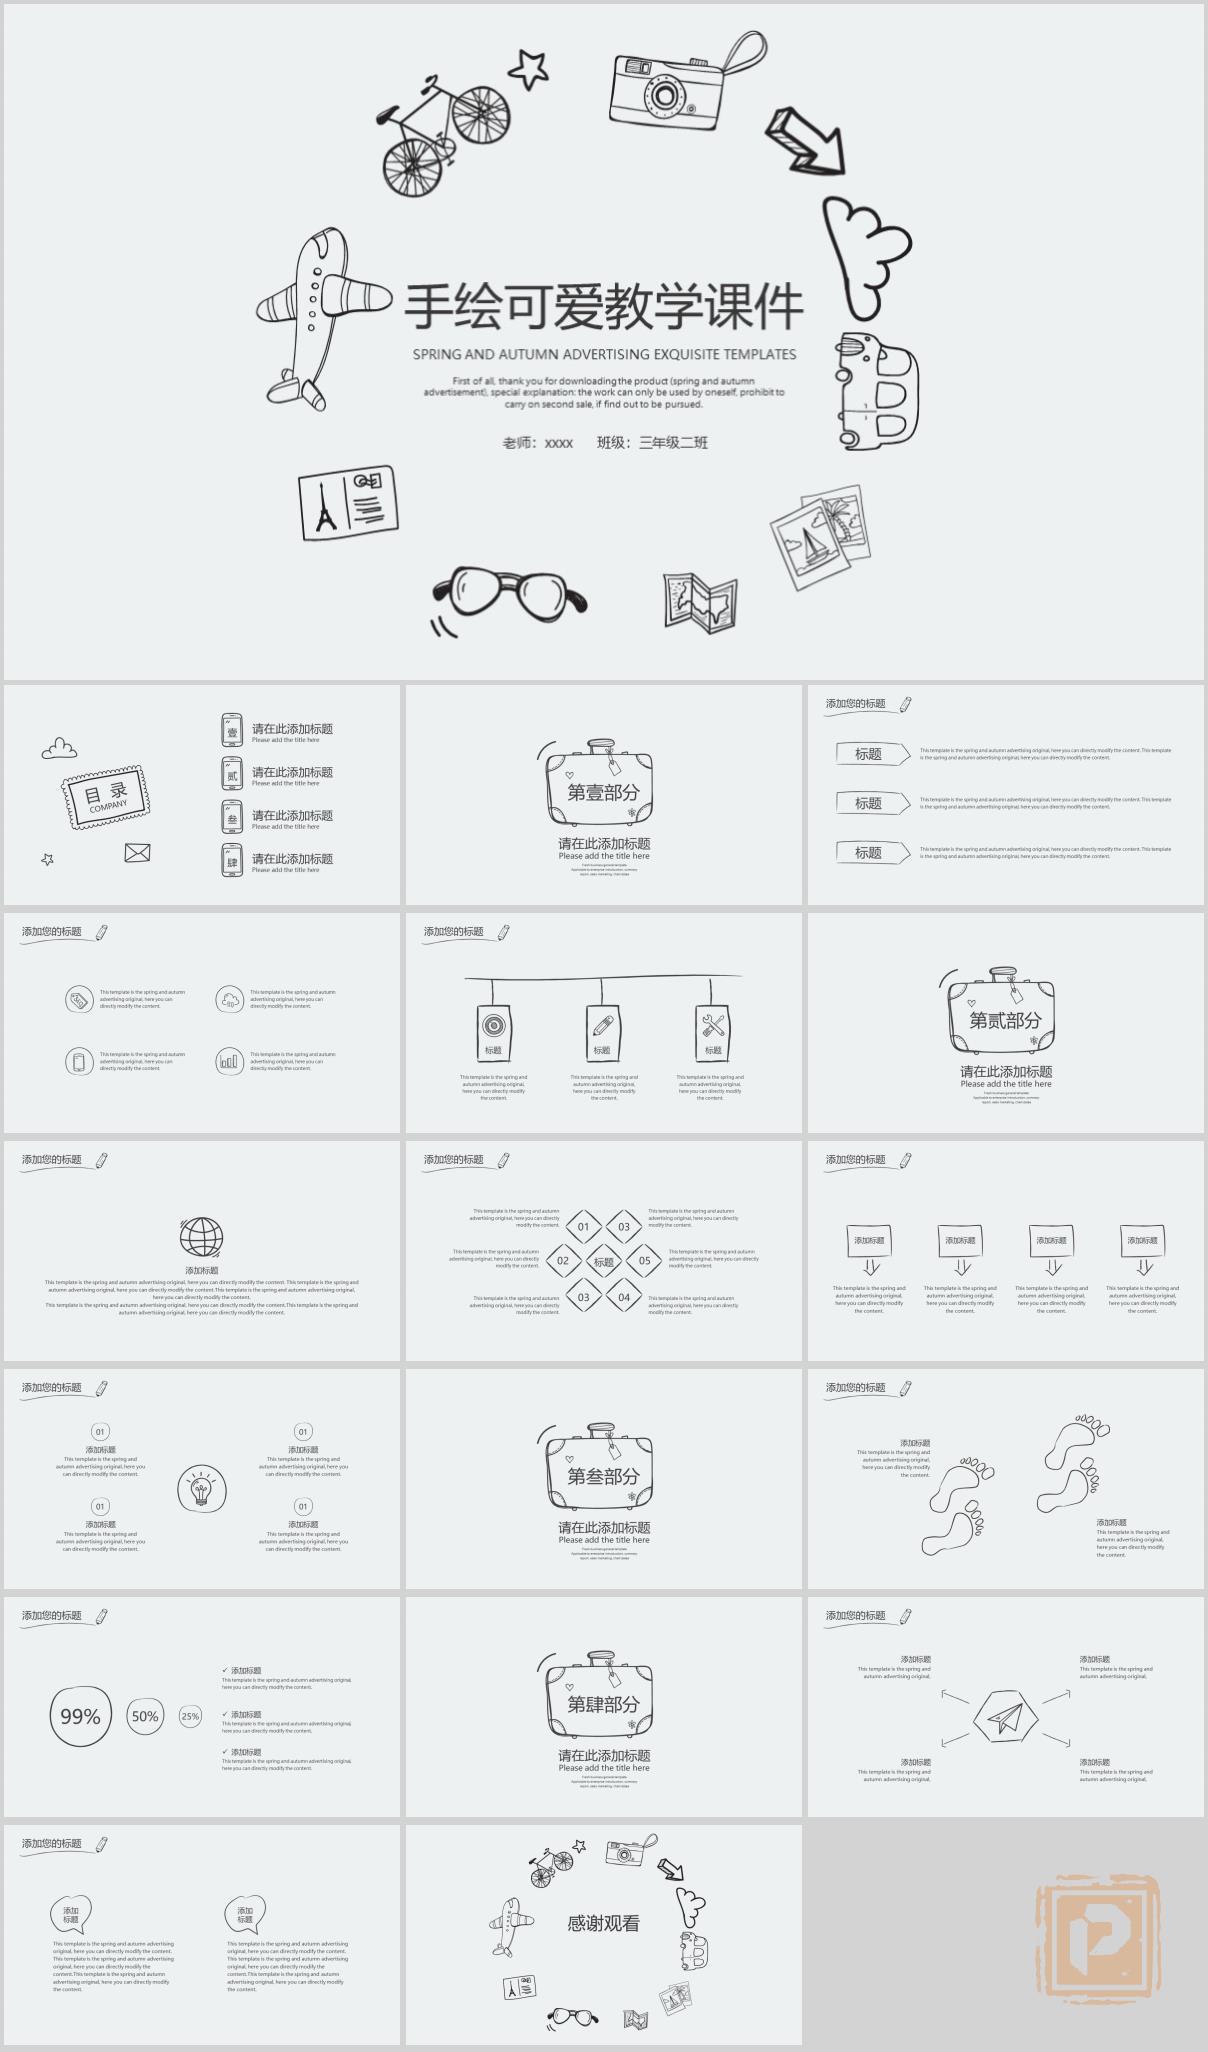 手绘可爱教学课件
SPRING AND AUTUMN ADVERTISING EXQUISITE TEMPLATES
First of all, thank you for downloading the product (spring and autumn
advertisement), special explanation: the work can only be used by oneself, prohibit to
carry on second sale, if find out to be pursued.
老师：xxxx 班级：三年级二班
目 录
COMPANY
壹
请在此添加标题
Please add the title here
贰
请在此添加标题
Please add the title here
叁
请在此添加标题
Please add the title here
肆
请在此添加标题
Please add the title here
第壹部分
请在此添加标题
Please add the title here
添加您的标题
标题
This template is the spring and autumn advertising original, here you can directly modify the content. This template
is the spring and autumn advertising original, here you can directly modify the content.
标题
This template is the spring and autumn advertising original, here you can directly modify the content. This template
is the spring and autumn advertising original, here you can directly modify the content.
标题
This template is the spring and autumn advertising original, here you can directly modify the content. This template
is the spring and autumn advertising original, here you can directly modify the content.
添加您的标题
This template is the spring and autumn
advertising original, here you can
directly modify the content.
This template is the spring and autumn
advertising original, here you can
directly modify the content.
This template is the spring and autumn
advertising original, here you can
directly modify the content.
This template is the spring and autumn
advertising original, here you can
directly modify the content.
添加您的标题
标题
标题
标题
This template is the spring and
autumn advertising original,
here you can directly modify
the content.
This template is the spring and
autumn advertising original,
here you can directly modify
the content.
This template is the spring and
autumn advertising original,
here you can directly modify
the content.
第贰部分
请在此添加标题
Please add the title here
添加您的标题
添加标题
This template is the spring and autumn advertising original, here you can directly modify the content. This template is the spring and
autumn advertising original, here you can directly modify the content.This template is the spring and autumn advertising original, here you can
directly modify the content.
This template is the spring and autumn advertising original, here you can directly modify the content.This template is the spring and
autumn advertising original, here you can directly modify the content.
添加您的标题
This template is the spring and autumn
advertising original, here you can directly
modify the content.
01
03
This template is the spring and autumn
advertising original, here you can directly
modify the content.
This template is the spring and autumn
advertising original, here you can directly
modify the content.
02
标题
05
This template is the spring and autumn
advertising original, here you can directly
modify the content.
This template is the spring and autumn
advertising original, here you can directly
modify the content.
03
04
This template is the spring and autumn
advertising original, here you can directly
modify the content.
添加您的标题
添加标题
添加标题
添加标题
添加标题
This template is the spring and
autumn advertising original,
here you can directly modify
the content.
This template is the spring and
autumn advertising original,
here you can directly modify
the content.
This template is the spring and
autumn advertising original,
here you can directly modify
the content.
This template is the spring and
autumn advertising original,
here you can directly modify
the content.
添加您的标题
01
添加标题
This template is the spring and
autumn advertising original, here you
can directly modify the content.
01
添加标题
This template is the spring and
autumn advertising original, here you
can directly modify the content.
01
添加标题
This template is the spring and
autumn advertising original, here you
can directly modify the content.
01
添加标题
This template is the spring and
autumn advertising original, here you
can directly modify the content.
第叁部分
请在此添加标题
Please add the title here
添加您的标题
添加标题
This template is the spring and
autumn advertising original,
here you can directly modify
the content.
添加标题
This template is the spring and
autumn advertising original,
here you can directly modify
the content.
添加您的标题
99%
50%
25%
✓ 添加标题
This template is the spring and autumn advertising original,
here you can directly modify the content.
✓ 添加标题
This template is the spring and autumn advertising original,
here you can directly modify the content.
✓ 添加标题
This template is the spring and autumn advertising original,
here you can directly modify the content.
第肆部分
请在此添加标题
Please add the title here
添加您的标题
添加标题
This template is the spring and
autumn advertising original,
添加标题
This template is the spring and
autumn advertising original,
添加标题
This template is the spring and
autumn advertising original,
添加标题
This template is the spring and
autumn advertising original,
添加您的标题
添加
标题
This template is the spring and autumn advertising
original, here you can directly modify the content.
This template is the spring and autumn advertising
original, here you can directly modify the
content.This template is the spring and autumn
advertising original, here you can directly modify
the content.
添加
标题
This template is the spring and autumn advertising
original, here you can directly modify the content.
This template is the spring and autumn advertising
original, here you can directly modify the
content.This template is the spring and autumn
advertising original, here you can directly modify
the content.
感谢观看